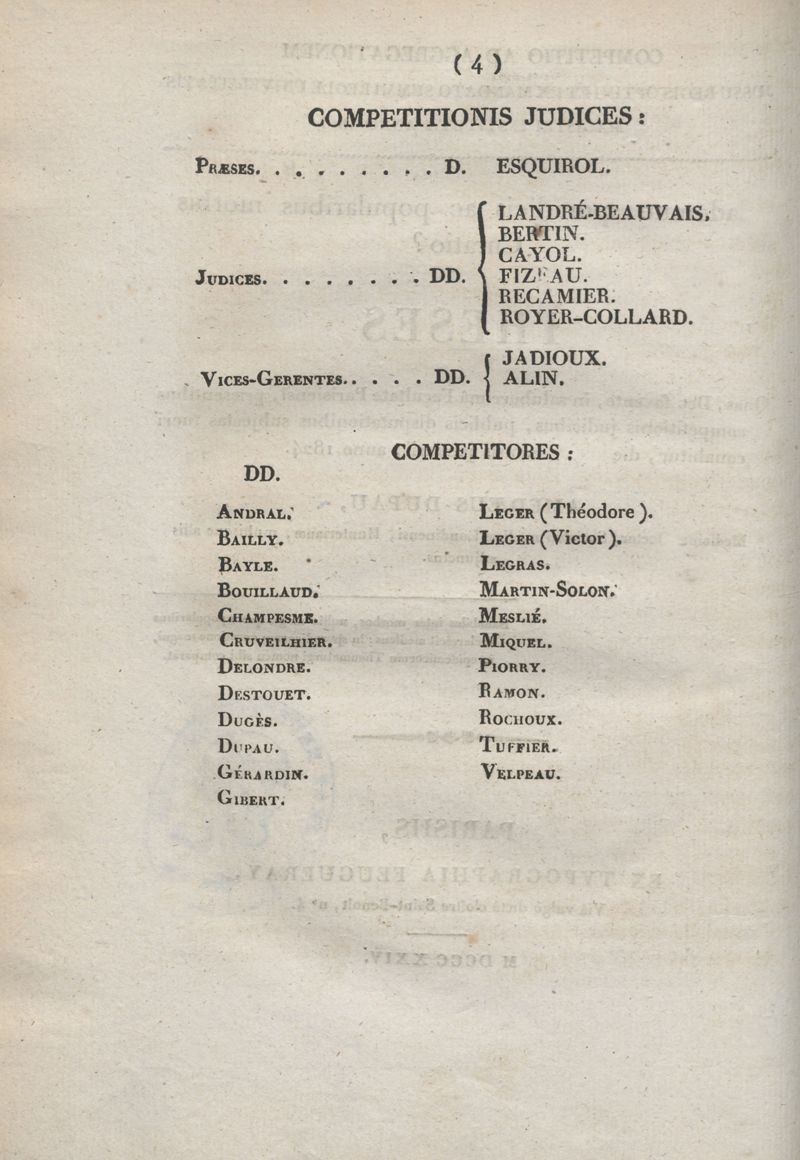 ( 4 )
COMPETITIONIS JUDICES :
PRÆSES. . . . . . . . . D. ESQUIROL.
JUDICES. . . . . . . . DD.
LANDRÉ-BEAUVAIS.
BERTIN.
CAYOL.
FIZEAU.
RECAMIER.
ROYER-COLLARD.
VICES-GERENTES. . . . . DD.
JADIOUX.
ALIN.
COMPETITORES :
DD.
ANDRAL.
BAILLY.
BAYLE.
BOUILLAUD.
CHAMPESME.
CRUVEILHIER.
DELONDRE.
DESTOUET.
DUGÈS.
DUPAU.
GÉRARDIN.
GIBERT.
LEGER ( Théodore ).
LEGER ( Victor ).
LEGRAS.
MARTIN-SOLON.
MESLIÉ.
MIQUEL.
PIORRY.
RAMON.
ROCHOUX.
TUFFIER.
VELPEAU.